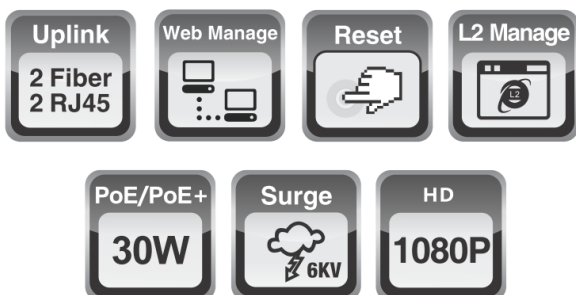 Uplink
2 Fiber
2 RJ45
Web Manage
Reset
L2 Manage
L2
PoE/PoE+
30W
Surge
6KV
HD
1080P